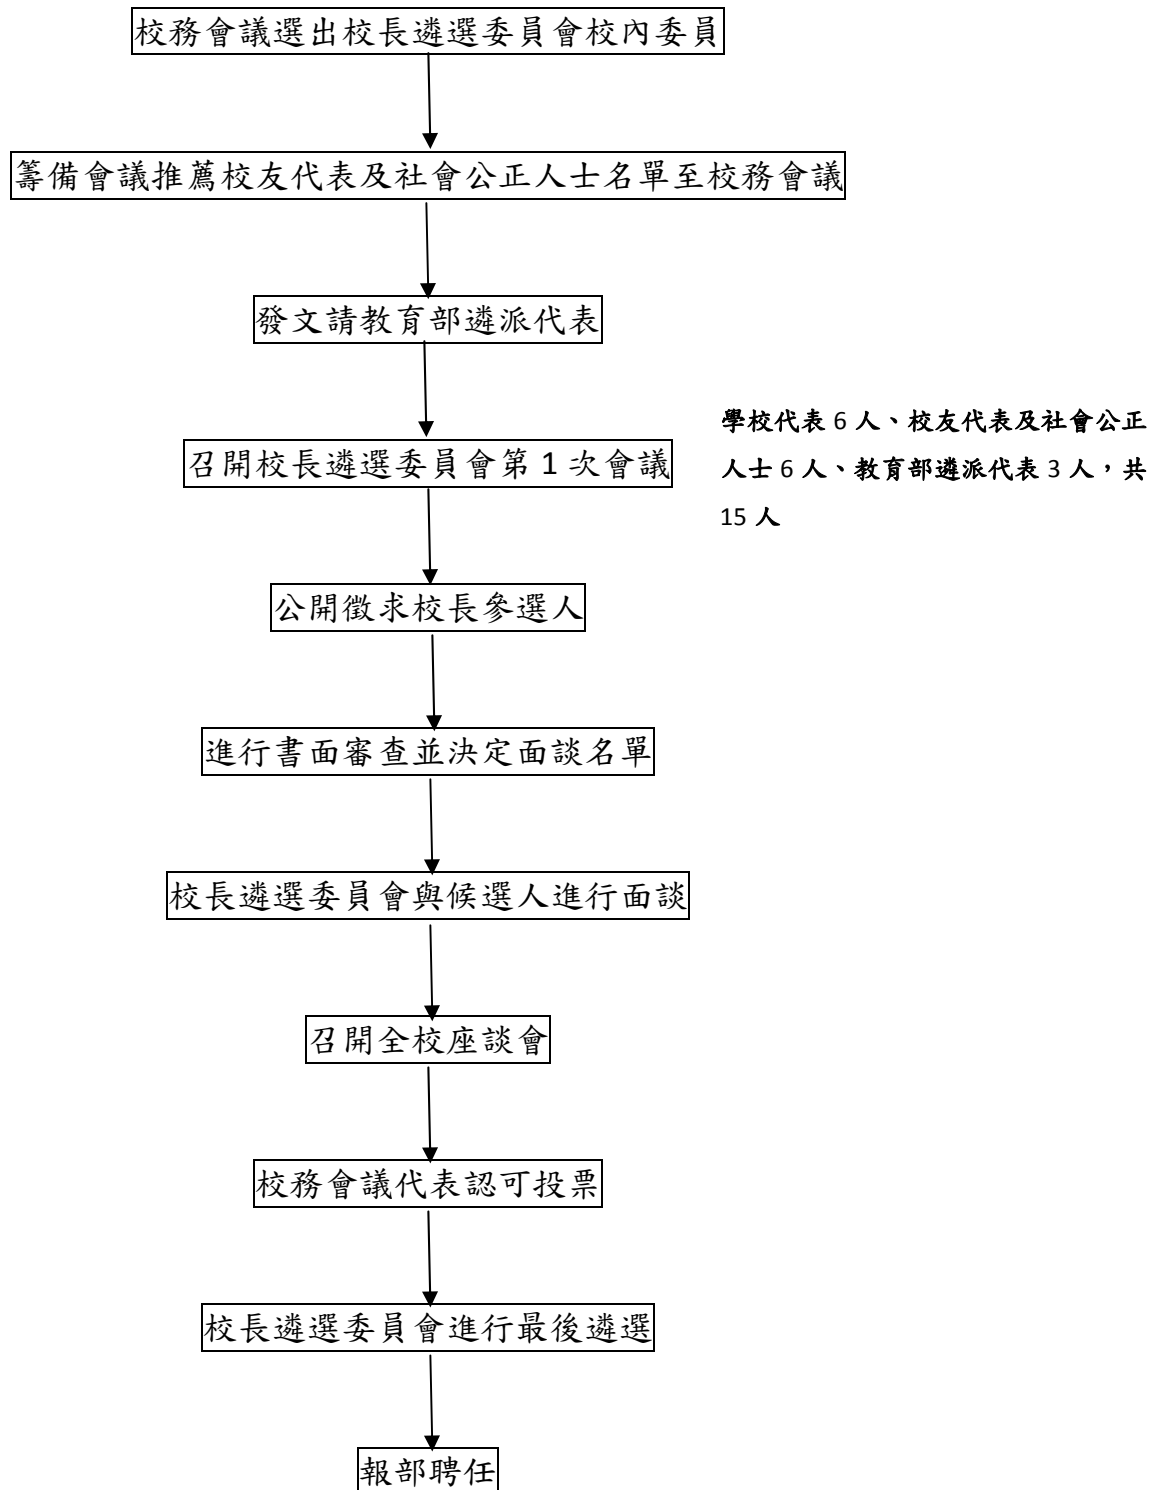 校務會議選出校長遴選委員會校內委員
籌備會議推薦校友代表及社會公正人士名單至校務會議
發文請教育部遴派代表
召開校長遴選委員會第 1 次會議
學校代表 6 人、校友代表及社會公正
人士 6 人、教育部遴派代表 3 人，共
15 人
公開徵求校長參選人
進行書面審查並決定面談名單
校長遴選委員會與候選人進行面談
召開全校座談會
校務會議代表認可投票
校長遴選委員會進行最後遴選
報部聘任